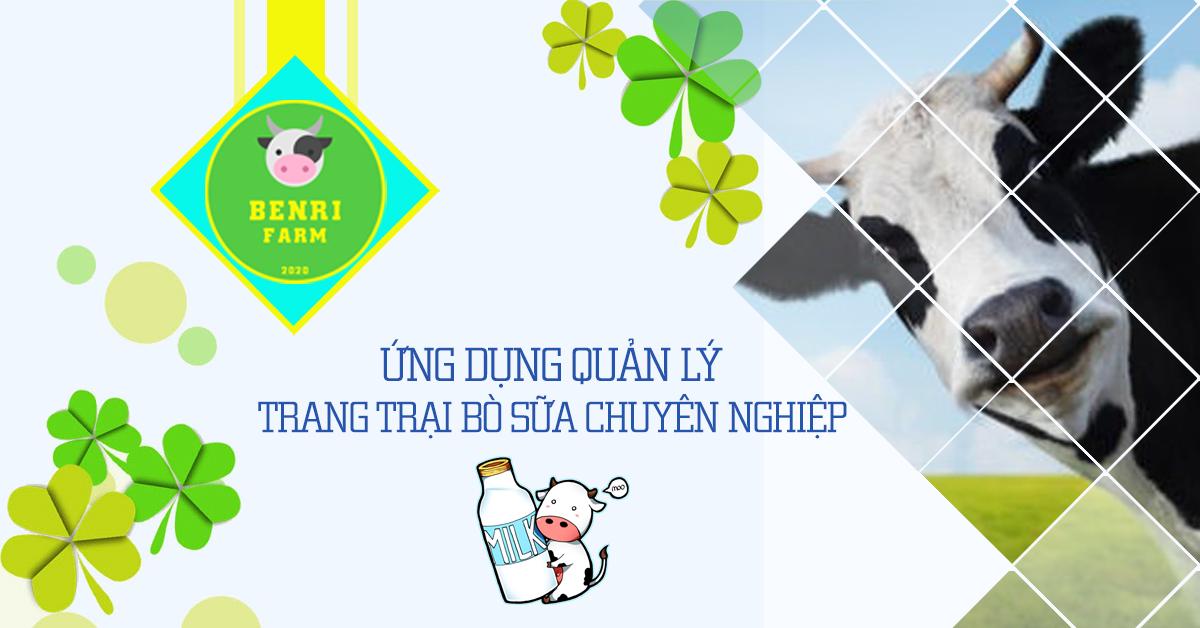 BENRI
FARM
2020
ỨNG DỤNG QUẢN LÝ
TRANG TRẠI BÒ SỮA CHUYÊN NGHIỆP
moo
MILK